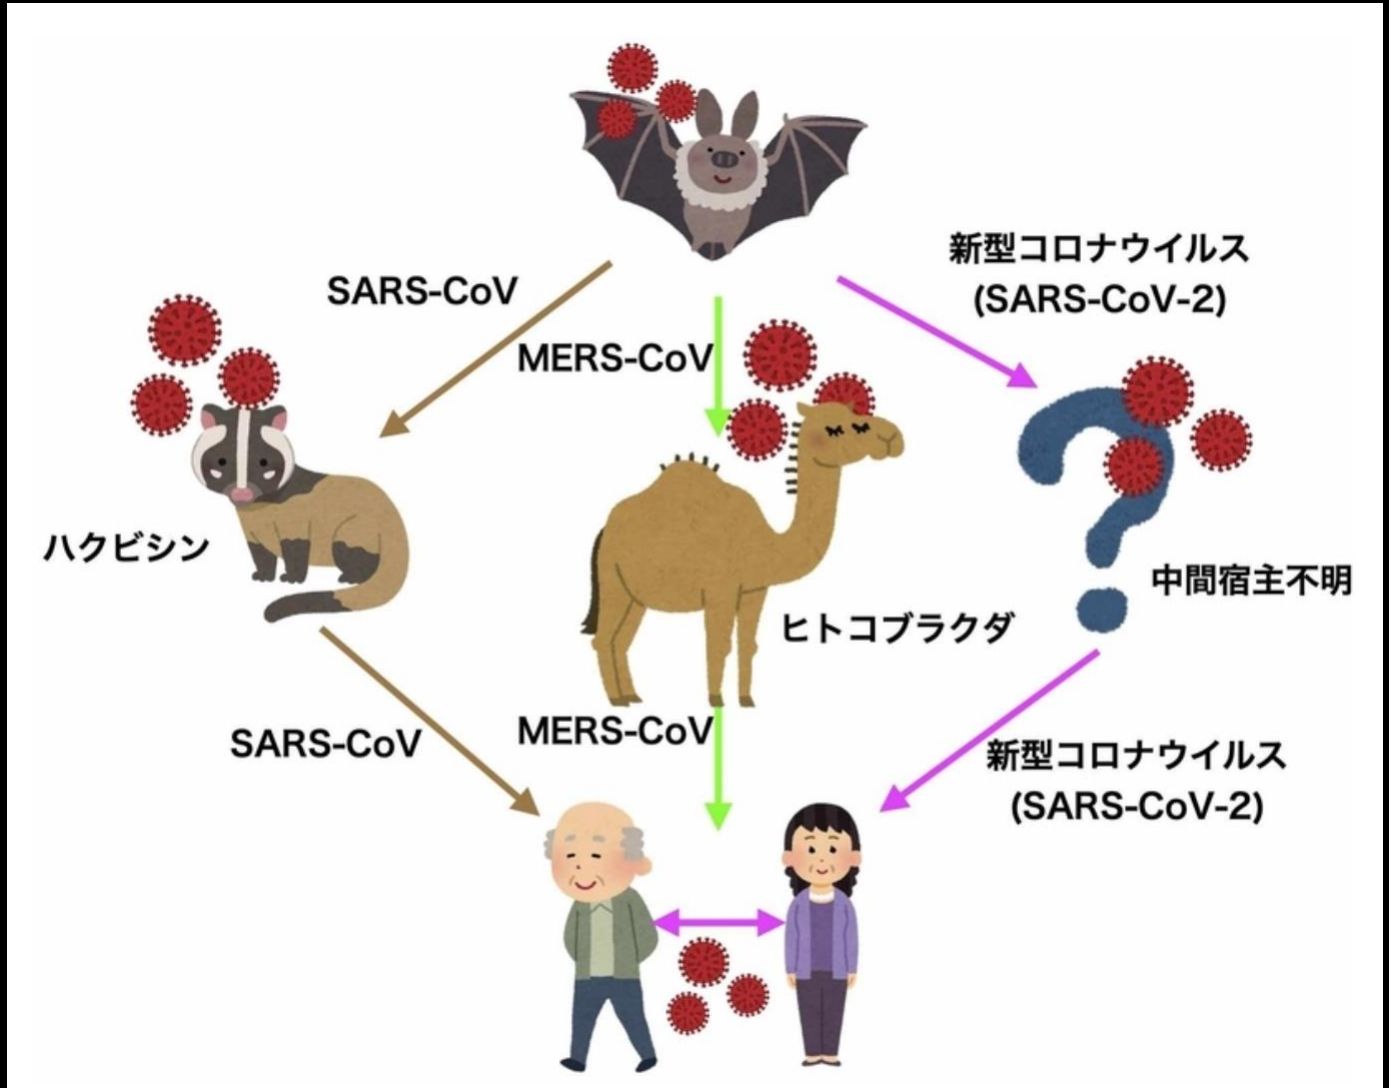 新型コロナウイルス
(SARS-CoV-2)
SARS-CoV
MERS-CoV
ハクビシン
中間宿主不明
ヒトコブラクダ
SARS-CoV
MERS-CoV
新型コロナウイルス
(SARS-CoV-2)